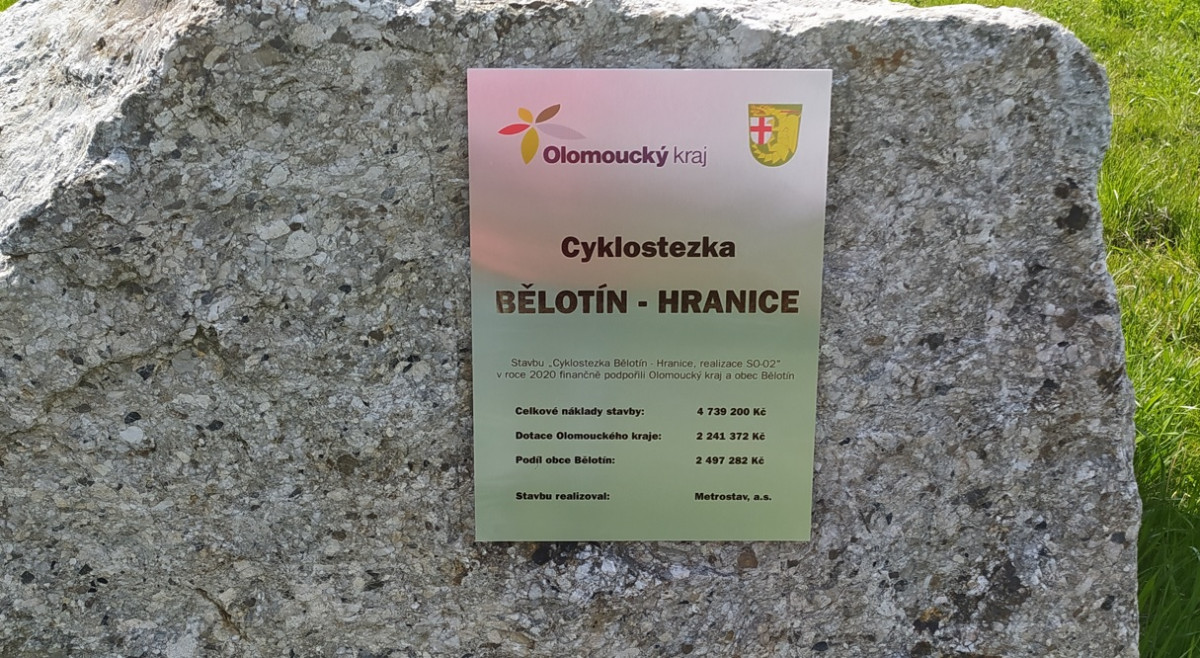 Olomoucký kraj
Cyklostezka
BĚLOTÍN - HRANICE
Stavbu „Cyklostezka Bělotín - Hranice, realizace SO-02“
v roce 2020 finančně podpořili Olomoucký kraj a obec Bělotín
Celkové náklady stavby: 4 739 200 Kč
Dotace Olomouckého kraje: 2 241 372 Kč
Podíl obce Bělotín: 2 497 282 Kč
Stavbu realizoval: Metrostav, a.s.